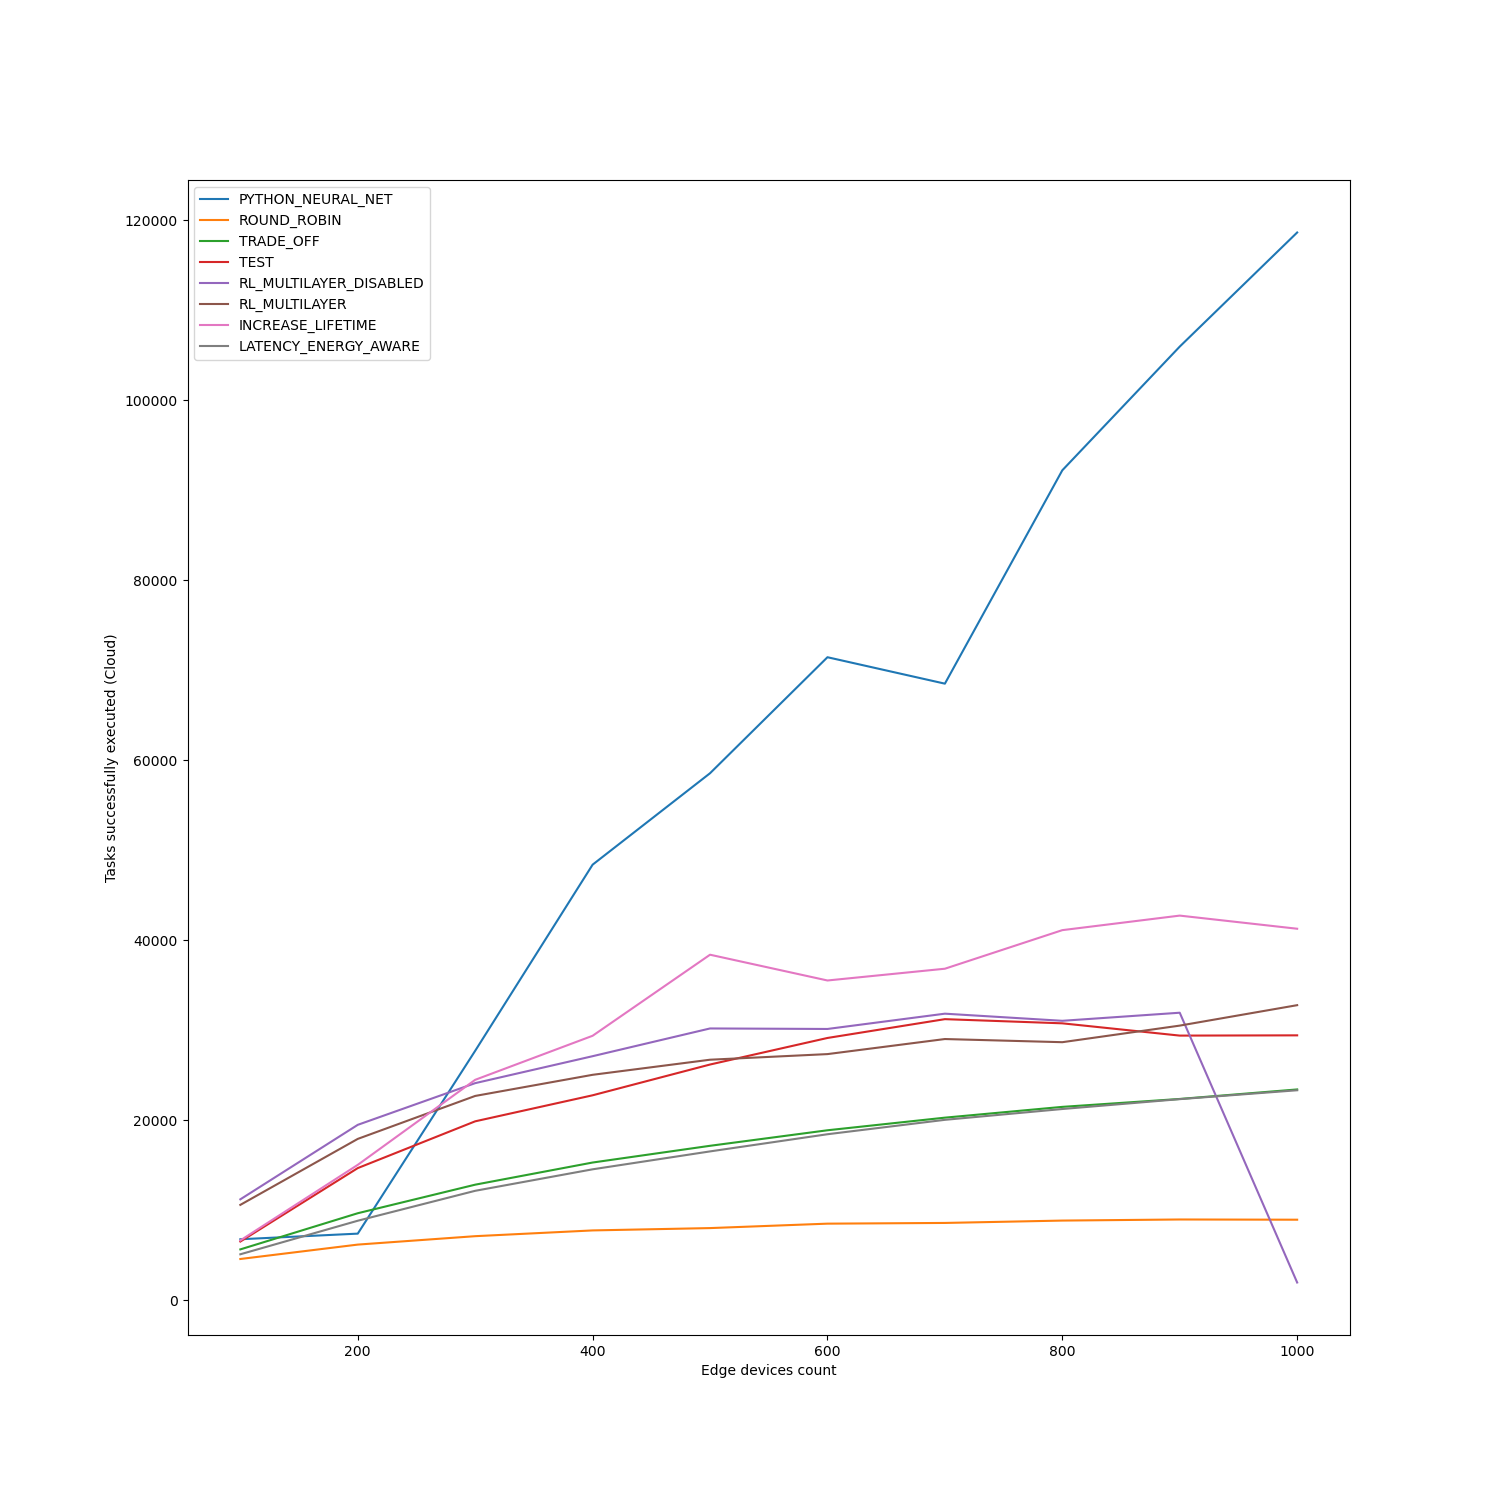 PYTHON_NEURAL_NET
ROUND_ROBIN
TRADE_OFF
TEST
RL_MULTILAYER_DISABLED
RL_MULTILAYER
INCREASE_LIFETIME
LATENCY_ENERGY_AWARE
120000
100000
80000
60000
40000
20000
0
Tasks successfully executed (Cloud)
200 400 600 800 1000
Edge devices count